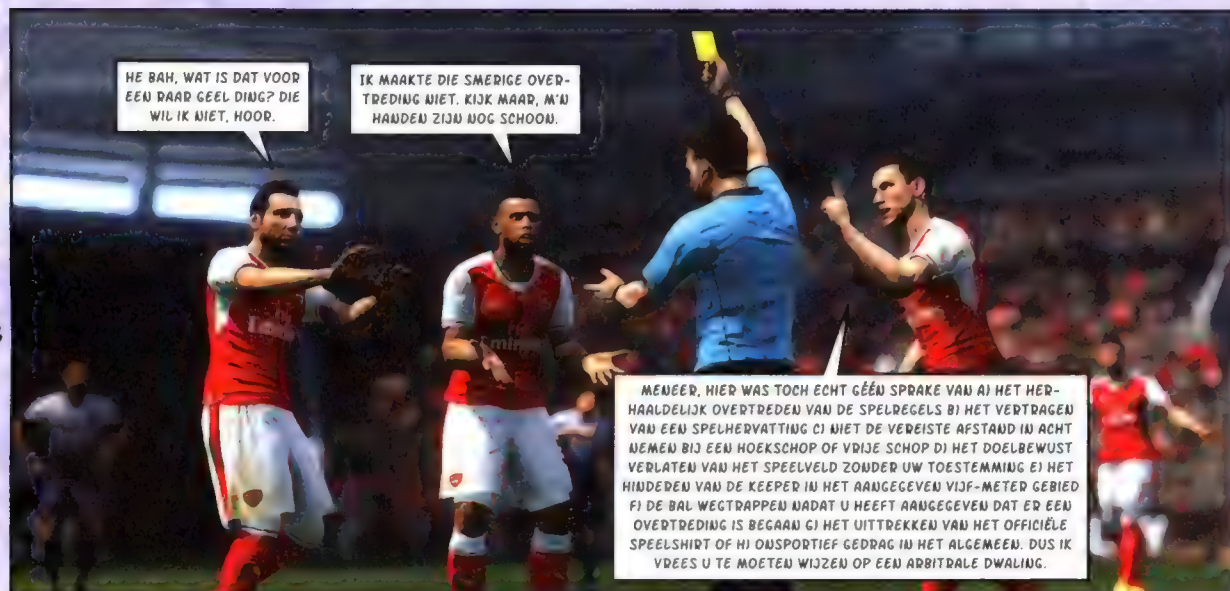 HE BAH, WAT IS DAT VOOR
EEN RAAR GEEL DING? DIE
WIL IK NIET, HOOR.
IK MAAKTE DIE SMERIGE OVER-
TREDING NIET. KIJK MAAR, M'N
HANDEN ZIJN NOG SCHOON.
MENEER, HIER WAS TOCH ECHT GÉÉN SPRAKE VAN A) HET HER-
HAALDELIJK OVERTREDEN VAN DE SPELREGELS B) HET VERTRAGEN
VAN EEN SPELHERVATTING C) NIET DE VEREISTE AFSTAND IN ACHT
NEMEN BIJ EEN HOEKSCHOP OF VRIJE SCHOP D) HET DOELBEWUST
VERLATEN VAN HET SPEELVELD ZONDER UW TOESTEMMING E) HET
HINDEREN VAN DE KEEPER IN HET AANGEGEVEN VIJF-METER GEBIED
F) DE BAL WEGTRAPPEN NADAT U HEEFT AANGEGEVEN DAT ER EEN
OVERTREDING IS BEGAAN G) HET UITTREKKEN VAN HET OFFICIËLE
SPEELSHIRT OF H) ONSPORTIEF GEDRAG IN HET ALGEMEEN. DUS IK
VREES U TE MOETEN WIJZEN OP EEN ARBITRALE DWALING.
Emirates